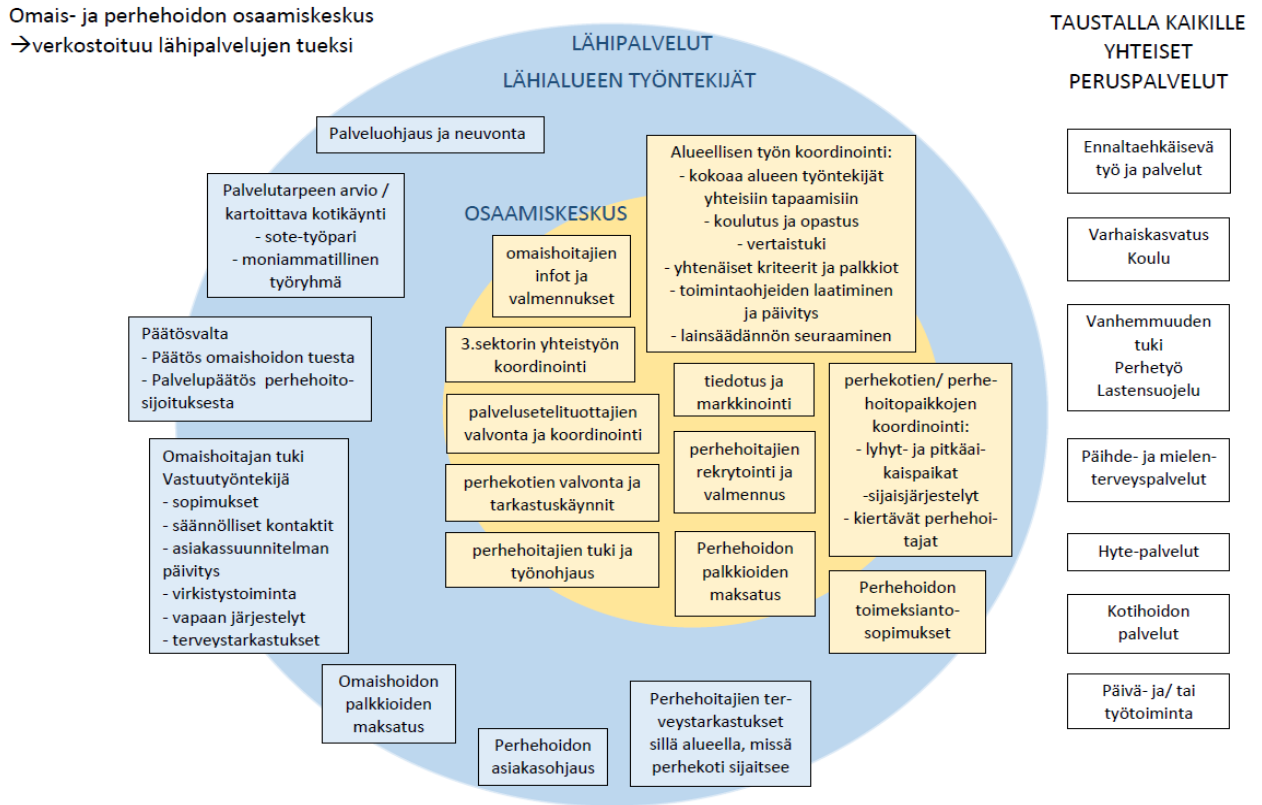 Omais- ja perhehoidon osaamiskeskus
→verkostoituu lähipalvelujen tueksi
LÄHIPALVELUT
LÄHIALUEEN TYÖNTEKIJÄT
Palveluohjaus ja neuvonta
Palvelutarpeen arvio /
kartoittava kotikäynti
- sote-työpari
- moniammatillinen
työryhmä
Päätösvalta
- Päätös omaishoidon tuesta
- Palvelupäätös perhehoito-
sijoituksesta
Omaishoitajan tuki
Vastuutyöntekijä
- sopimukset
- säännölliset kontaktit
- asiakassuunnitelman
päivitys
- virkistystoiminta
- vapaan järjestelyt
- terveystarkastukset
Omaishoidon
palkkioiden
maksatus
Perhehoidon
asiakasohjaus
Perhehoitajien ter-
veystarkastukset
sillä alueella, missä
perhekoti sijaitsee
OSAAMISKESKUS
omaishoitajien
infot ja
valmennukset
3.sektorin yhteistyön
koordinointi
palvelusetelituottajien
valvonta ja koordinointi
perhekotien valvonta ja
tarkastuskäynnit
perhehoitajien tuki ja
työnohjaus
Alueellisen työn koordinointi:
- kokoaa alueen työntekijät
yhteisiin tapaamisiin
- koulutus ja opastus
- vertaistuki
- yhtenäiset kriteerit ja palkkiot
- toimintaohjeiden laatiminen
ja päivitys
- lainsäädännön seuraaminen
tiedotus ja
markkinointi
perhehoitajien
rekrytointi ja
valmennus
Perhehoidon
palkkioiden
maksatus
perhekotien/ perhe-
hoitopaikkojen
koordinointi:
- lyhyt- ja pitkäai-
kaispaikat
-sijaisjärjestelyt
- kiertävät perhehoi-
tajat
Perhehoidon
toimeksianto-
sopimukset
TAUSTALLA KAIKILLE
YHTEISET
PERUSPALVELUT
Ennaltaehkäisevä
työ ja palvelut
Varhaiskasvatus
Koulu
Vanhemmuuden
tuki
Perhetyö
Lastensuojelu
Päihde- ja mielen-
terveyspalvelut
Hyte-palvelut
Kotihoidon
palvelut
Päivä- ja/ tai
työtoiminta